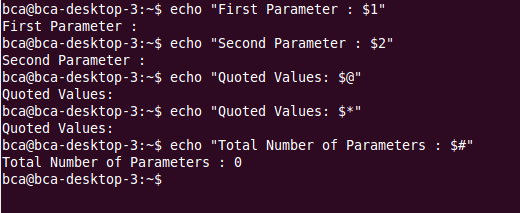 bca@bca-desktop-3:~$ echo "First Parameter : $1"
First Parameter :
bca@bca-desktop-3:~$ echo "Second Parameter : $2"
Second Parameter :
bca@bca-desktop-3:~$ echo "Quoted Values: $@"
Quoted Values:
bca@bca-desktop-3:~$ echo "Quoted Values: $*"
Quoted Values:
bca@bca-desktop-3:~$ echo "Total Number of Parameters : $#"
Total Number of Parameters : 0
bca@bca-desktop-3:~$